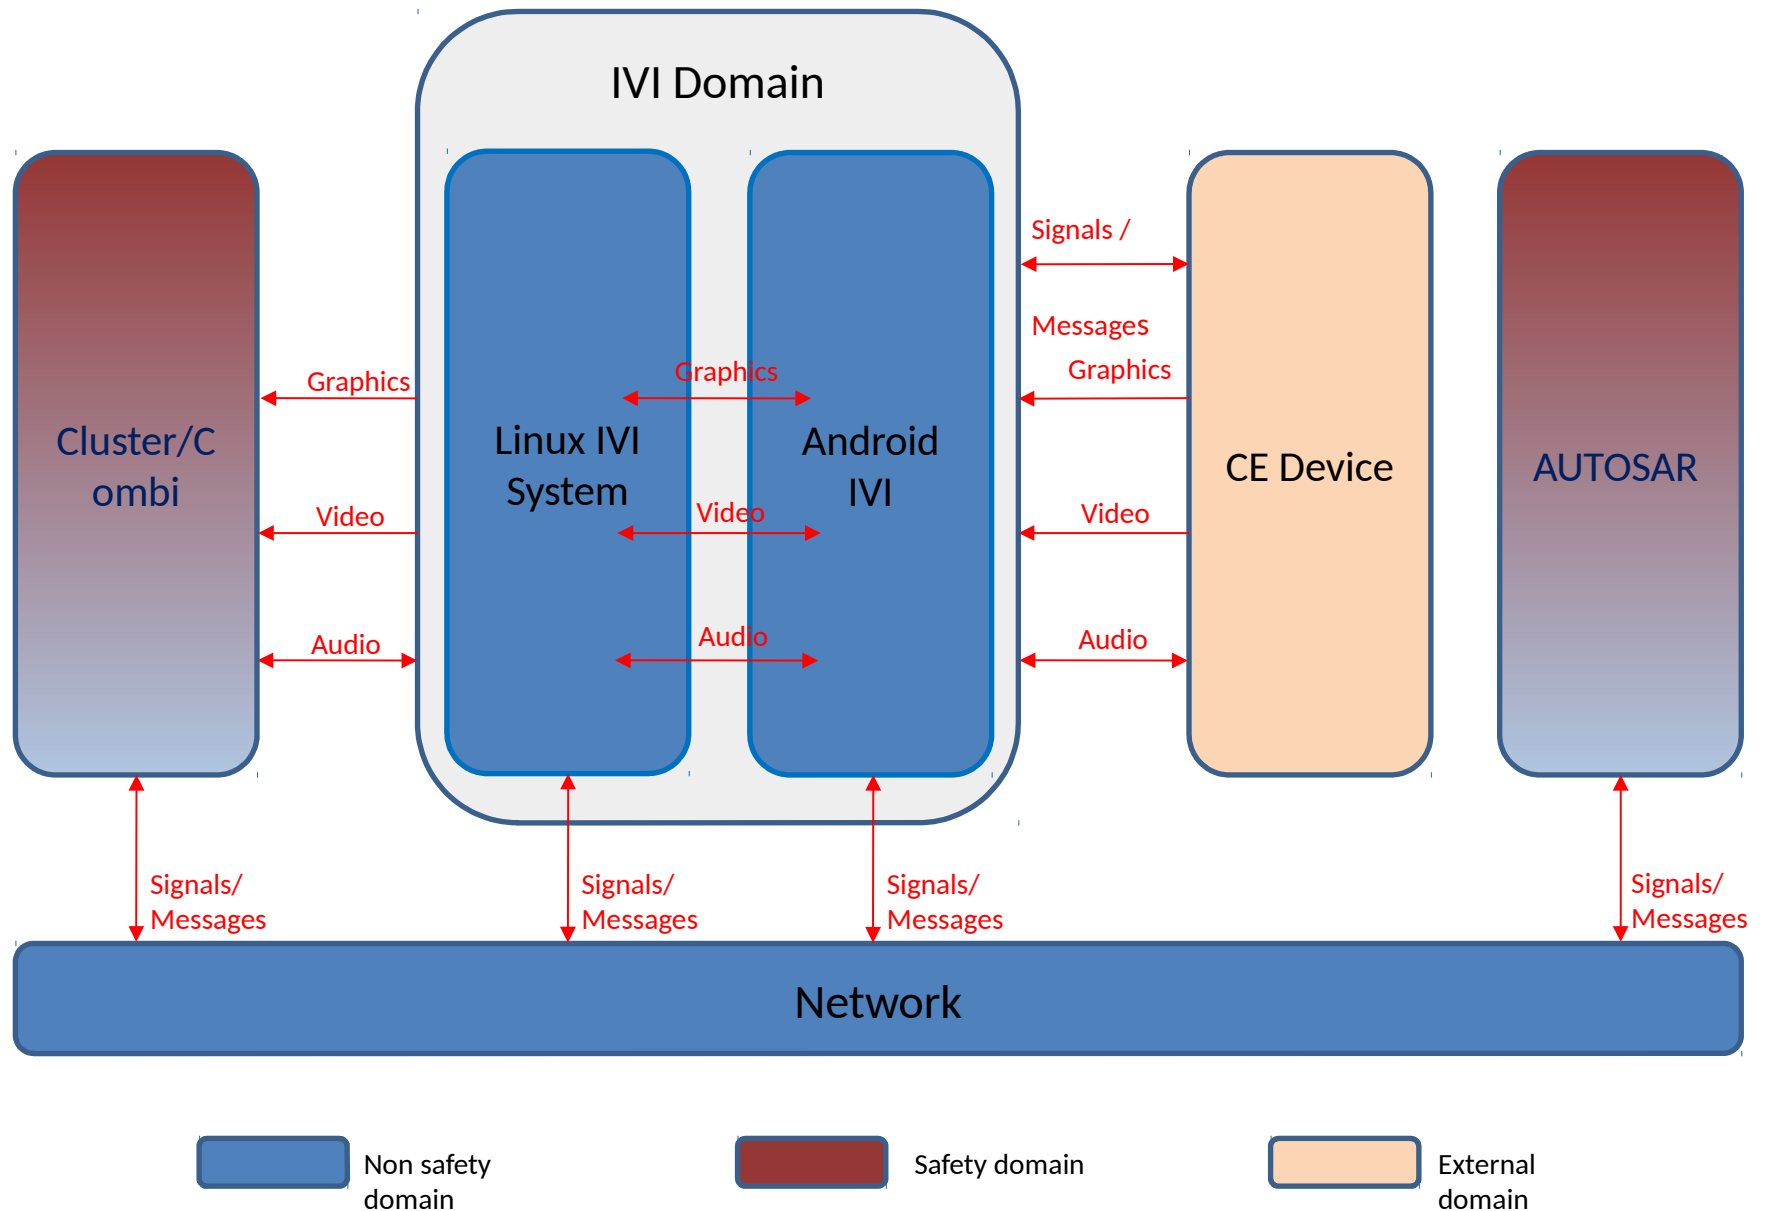 IVI Domain
Signals /
Messages
Graphics
Graphics
Graphics
Cluster/C
ombi
Linux IVI
System
Android
IVI
CE Device
AUTOSAR
Video
Video
Video
Audio
Audio
Audio
Signals/
Messages
Signals/
Messages
Signals/
Messages
Signals/
Messages
Network
Non safety
domain
Safety domain
External
domain